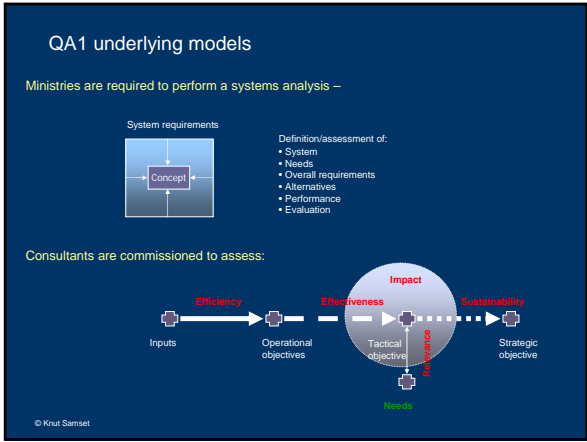 QA1 underlying models
Ministries are required to perform a systems analysis –
System requirements
Concept
Definition/assessment of:
• System
• Needs
• Overall requirements
• Alternatives
• Performance
• Evaluation
Consultants are commissioned to assess:
Impact
Efficiency
Effectiveness
Sustainability
Relevance
Inputs
Operational
objectives
Tactical
objective
Strategic
objective
Needs
© Knut Samset